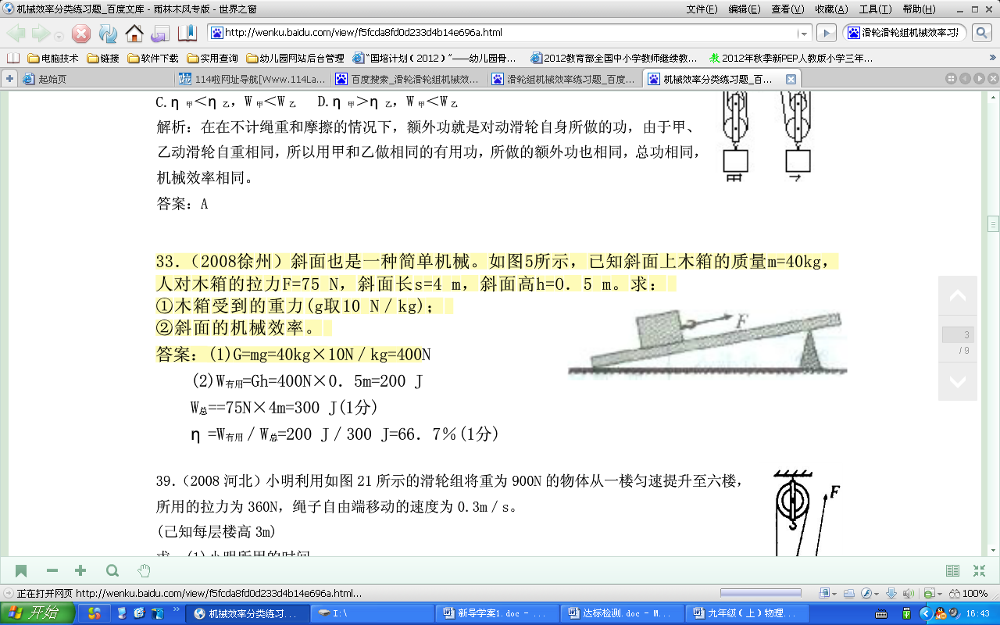 机械效率分类练习题_百度文库 - 雨林木风专版 - 世界之窗
文件(F) 编辑(E) 查看(V) 收藏(A) 工具(T) 帮助(H)
http://wenku.baidu.com/view/f5fcda8fd0d233d4b14e696a.html
滑轮滑轮组机械效率习
电脑技术 链接 软件下载 实用查询 幼儿园网站后台管理 “国培计划（2012）”——幼儿园骨... 2012教育部全国中小学教师继续教... 2012年秋季新PEP人教版小学三年...
起始页 114啦网址导航[Www.114La... 百度搜索_滑轮滑轮组机械效... 滑轮组机械效率练习题_百度... 机械效率分类练习题_百...
C.η甲＜η乙，W甲＜W乙 D.η甲＞η乙，W甲＜W乙
解析：在在不计绳重和摩擦的情况下，额外功就是对动滑轮自身所做的功，由于甲、
乙动滑轮自重相同，所以用甲和乙做相同的有用功，所做的额外功也相同，总功相同，
机械效率相同。
答案：A
33．（2008徐州）斜面也是一种简单机械。如图5所示，已知斜面上木箱的质量m=40kg，
人对木箱的拉力F=75 N，斜面长s=4 m，斜面高h=0．5 m。求：
①木箱受到的重力(g取10 N／kg)；
②斜面的机械效率。
F
答案：(1)G=mg=40kg×10N／kg=400N
(2)W有用=Gh=400N×0．5m=200 J
W总==75N×4m=300 J(1分)
η=W有用／W总=200 J／300 J=66．7％(1分)
3
/ 9
39.（2008 河北）小明利用如图 21 所示的滑轮组将重为 900N 的物体从一楼匀速提升至六楼，
所用的拉力为 360N，绳子自由端移动的速度为 0.3m／s。
(已知每层楼高 3m)
F
正在打开网页 http://wenku.baidu.com/view/f5fcda8fd0d233d4b14e696a.htm...
100%
开始 机械效率分类练习... I:\ 新导学案1.doc - ... 达标检测.doc - M... 九年级（上）物理... 16:43